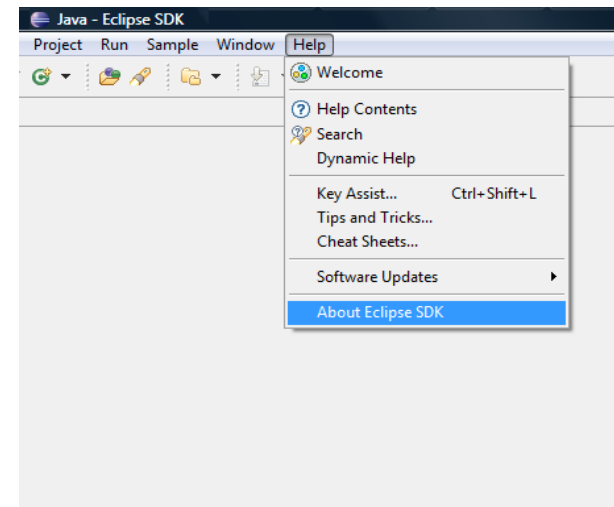 Java - Eclipse SDK
Project Run Sample Window Help
Welcome
Help Contents
Search
Dynamic Help
Key Assist... Ctrl+Shift+L
Tips and Tricks...
Cheat Sheets...
Software Updates
About Eclipse SDK